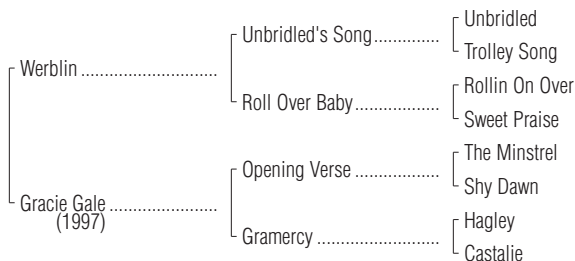 Unbridled
Unbridled's Song..............
Trolley Song
Werblin ............................
Rollin On Over
Roll Over Baby .................
Sweet Praise
The Minstrel
Opening Verse .................
Shy Dawn
Gracie Gale ......................
(1997)
Hagley
Gramercy .........................
Castalie